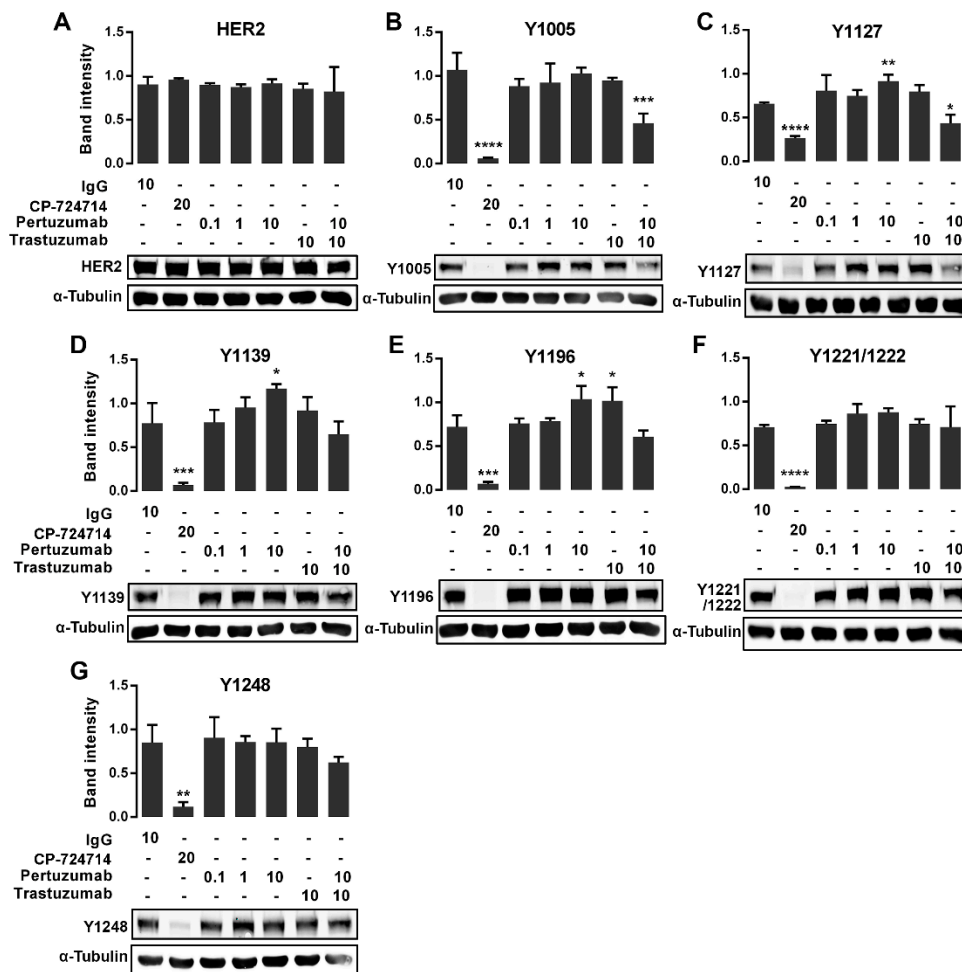 A HER2
Band intensity
1.5
1.0
0.5
0.0
IgG 10 - - - - - -
CP-724714 - 20 - - - - -
Pertuzumab - - 0.1 1 10 - 10
Trastuzumab - - - - - 10 10
HER2
α-Tubulin
B Y1005
1.5
1.0
0.5
0.0
**** ***
10 - - - - - -
- 20 - - - - -
- - 0.1 1 10 - 10
- - - - - 10 10
Y1005
α-Tubulin
C Y1127
1.5
1.0
0.5
0.0
**** ** *
10 - - - - - -
- 20 - - - - -
- - 0.1 1 10 - 10
- - - - - 10 10
Y1127
α-Tubulin
D Y1139
Band intensity
1.5
1.0
0.5
0.0
*** *
IgG 10 - - - - - -
CP-724714 - 20 - - - - -
Pertuzumab - - 0.1 1 10 - 10
Trastuzumab - - - - - 10 10
Y1139
α-Tubulin
E Y1196
1.5
1.0
0.5
0.0
*** * *
10 - - - - - -
- 20 - - - - -
- - 0.1 1 10 - 10
- - - - - 10 10
Y1196
α-Tubulin
F Y1221/1222
1.5
1.0
0.5
0.0
****
10 - - - - - -
- 20 - - - - -
- - 0.1 1 10 - 10
- - - - - 10 10
Y1221
/1222
α-Tubulin
G Y1248
Band intensity
1.5
1.0
0.5
0.0
**
IgG 10 - - - - - -
CP-724714 - 20 - - - - -
Pertuzumab - - 0.1 1 10 - 10
Trastuzumab - - - - - 10 10
Y1248
α-Tubulin